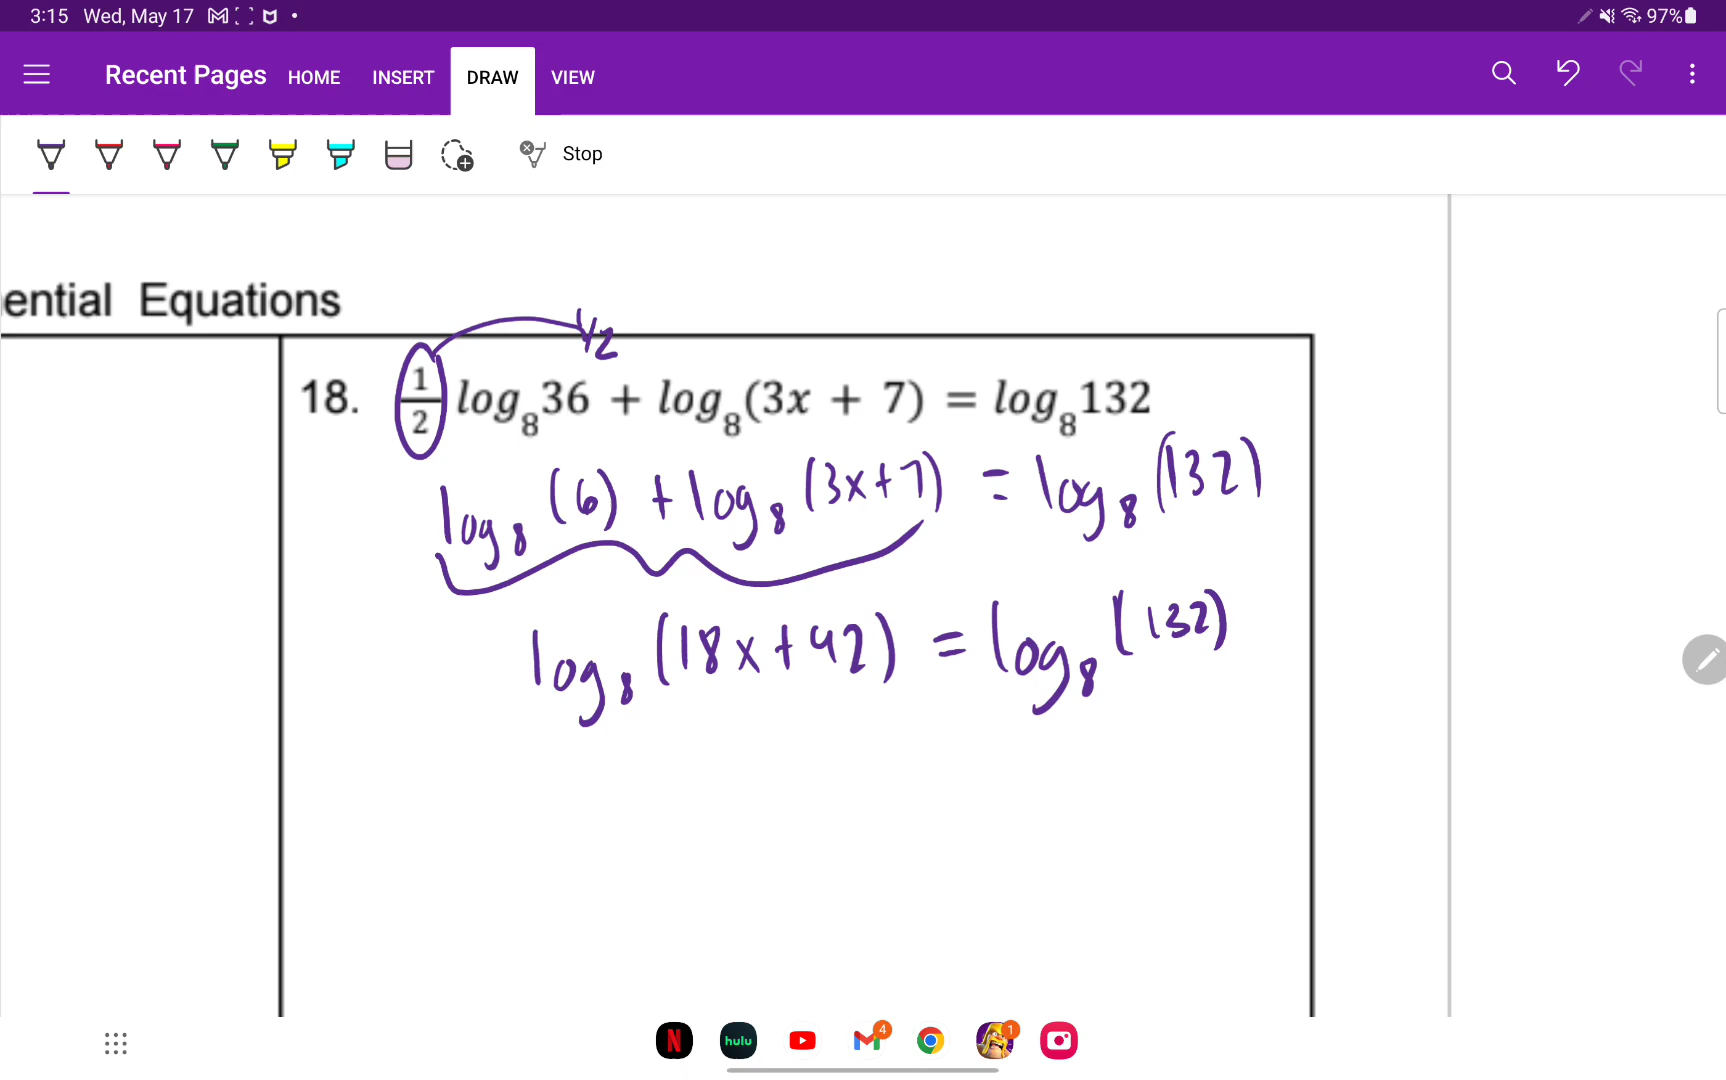 3:15 Wed, May 17 97%
Recent Pages HOME INSERT DRAW VIEW
Stop
ential Equations
1/2
18. 1/2 log₈36 + log₈(3x + 7) = log₈132
log₈ (6) + log₈ (3x+7) = log₈ (132)
log₈ (18x+42) = log₈ (132)
N hulu 4 1